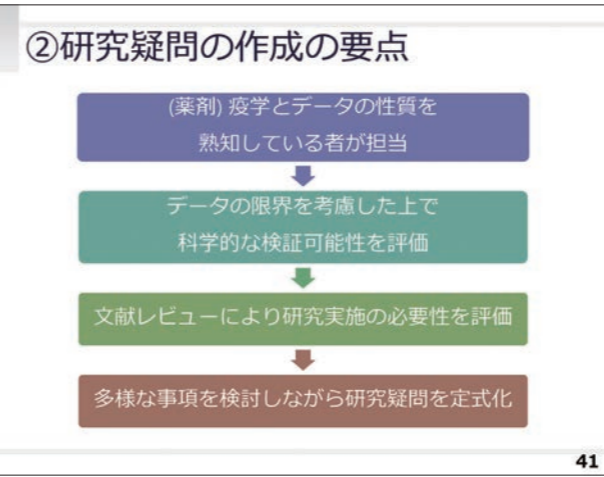 ②研究疑問の作成の要点
(薬剤) 疫学とデータの性質を
熟知している者が担当
データの限界を考慮した上で
科学的な検証可能性を評価
文献レビューにより研究実施の必要性を評価
多様な事項を検討しながら研究疑問を定式化
41